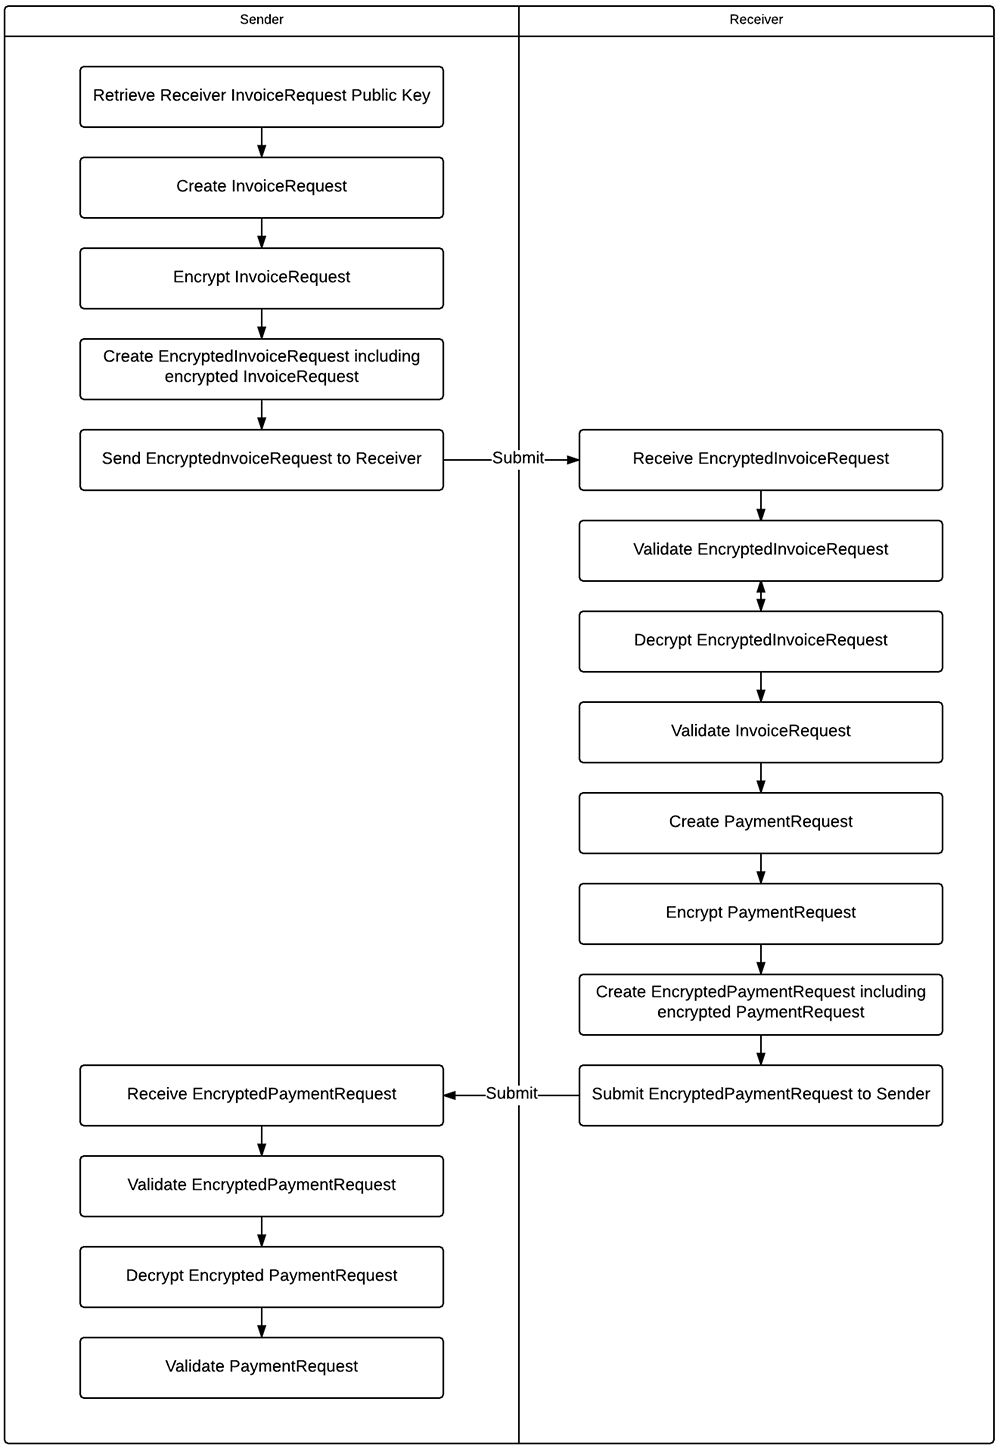 Sender
Receiver
Retrieve Receiver InvoiceRequest Public Key
Create InvoiceRequest
Encrypt InvoiceRequest
Create EncryptedInvoiceRequest including
encrypted InvoiceRequest
Send EncryptednvoiceRequest to Receiver
Submit
Receive EncryptedInvoiceRequest
Validate EncryptedInvoiceRequest
Decrypt EncryptedInvoiceRequest
Validate InvoiceRequest
Create PaymentRequest
Encrypt PaymentRequest
Create EncryptedPaymentRequest including
encrypted PaymentRequest
Submit EncryptedPaymentRequest to Sender
Submit
Receive EncryptedPaymentRequest
Validate EncryptedPaymentRequest
Decrypt Encrypted PaymentRequest
Validate PaymentRequest